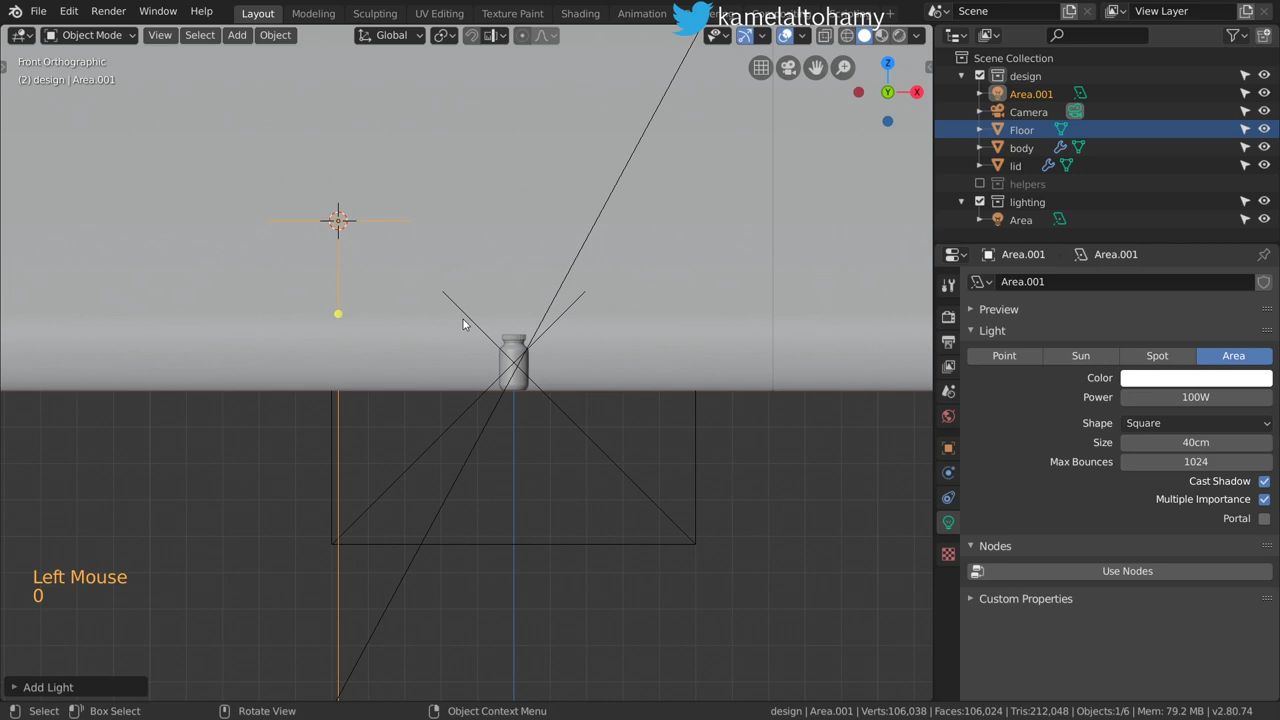 File Edit Render Window Help Layout Modeling Sculpting UV Editing Texture Paint Shading Animation Scene View Layer
kamelaltohamy
Object Mode View Select Add Object Global
Front Orthographic
(2) design | Area.001
Z
Y
X
Scene Collection
design
Area.001
Camera
Floor
body
lid
helpers
lighting
Area
Area.001 Area.001
Area.001
Preview
Light
Point Sun Spot Area
Color
Power 100W
Shape Square
Size 40cm
Max Bounces 1024
Cast Shadow
Multiple Importance
Portal
Nodes
Use Nodes
Custom Properties
Left Mouse
0
Add Light
Select Box Select Rotate View Object Context Menu design | Area.001 | Verts:106,038 | Faces:106,024 | Tris:212,048 | Objects:1/6 | Mem: 79.2 MB | v2.80.74